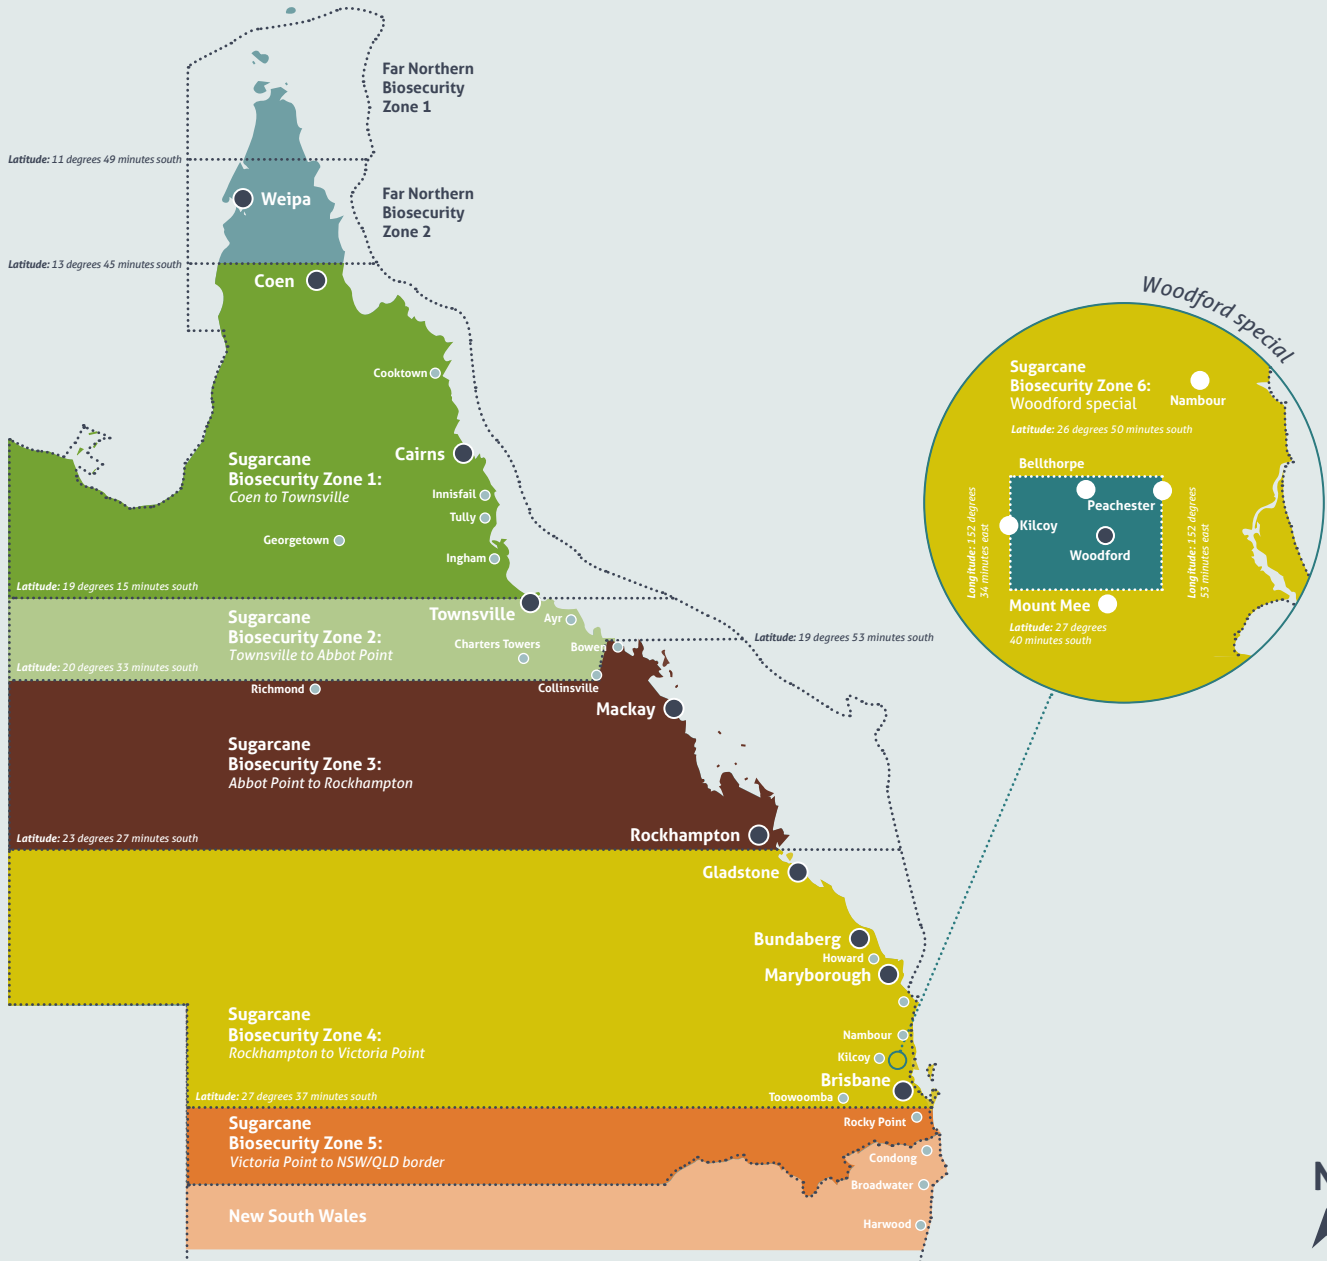 Far Northern
Biosecurity
Zone 1
Latitude: 11 degrees 49 minutes south
Weipa
Far Northern
Biosecurity
Zone 2
Latitude: 13 degrees 45 minutes south
Coen
Cooktown
Cairns
Sugarcane
Biosecurity Zone 1:
Coen to Townsville
Innisfail
Tully
Georgetown
Ingham
Latitude: 19 degrees 15 minutes south
Townsville
Ayr
Sugarcane
Biosecurity Zone 2:
Townsville to Abbot Point
Charters Towers
Bowen
Latitude: 19 degrees 53 minutes south
Latitude: 20 degrees 33 minutes south
Richmond
Collinsville
Mackay
Sugarcane
Biosecurity Zone 3:
Abbot Point to Rockhampton
Rockhampton
Latitude: 23 degrees 27 minutes south
Gladstone
Bundaberg
Howard
Maryborough
Sugarcane
Biosecurity Zone 4:
Rockhampton to Victoria Point
Nambour
Kilcoy
Brisbane
Toowoomba
Latitude: 27 degrees 37 minutes south
Rocky Point
Sugarcane
Biosecurity Zone 5:
Victoria Point to NSW/QLD border
Condong
Broadwater
New South Wales
Harwood
Woodford special
Sugarcane
Biosecurity Zone 6:
Woodford special
Nambour
Latitude: 26 degrees 50 minutes south
Bellthorpe
Peachester
Kilcoy
Woodford
Longitude: 152 degrees
34 minutes east
Longitude: 152 degrees
53 minutes east
Mount Mee
Latitude: 27 degrees
40 minutes south
N